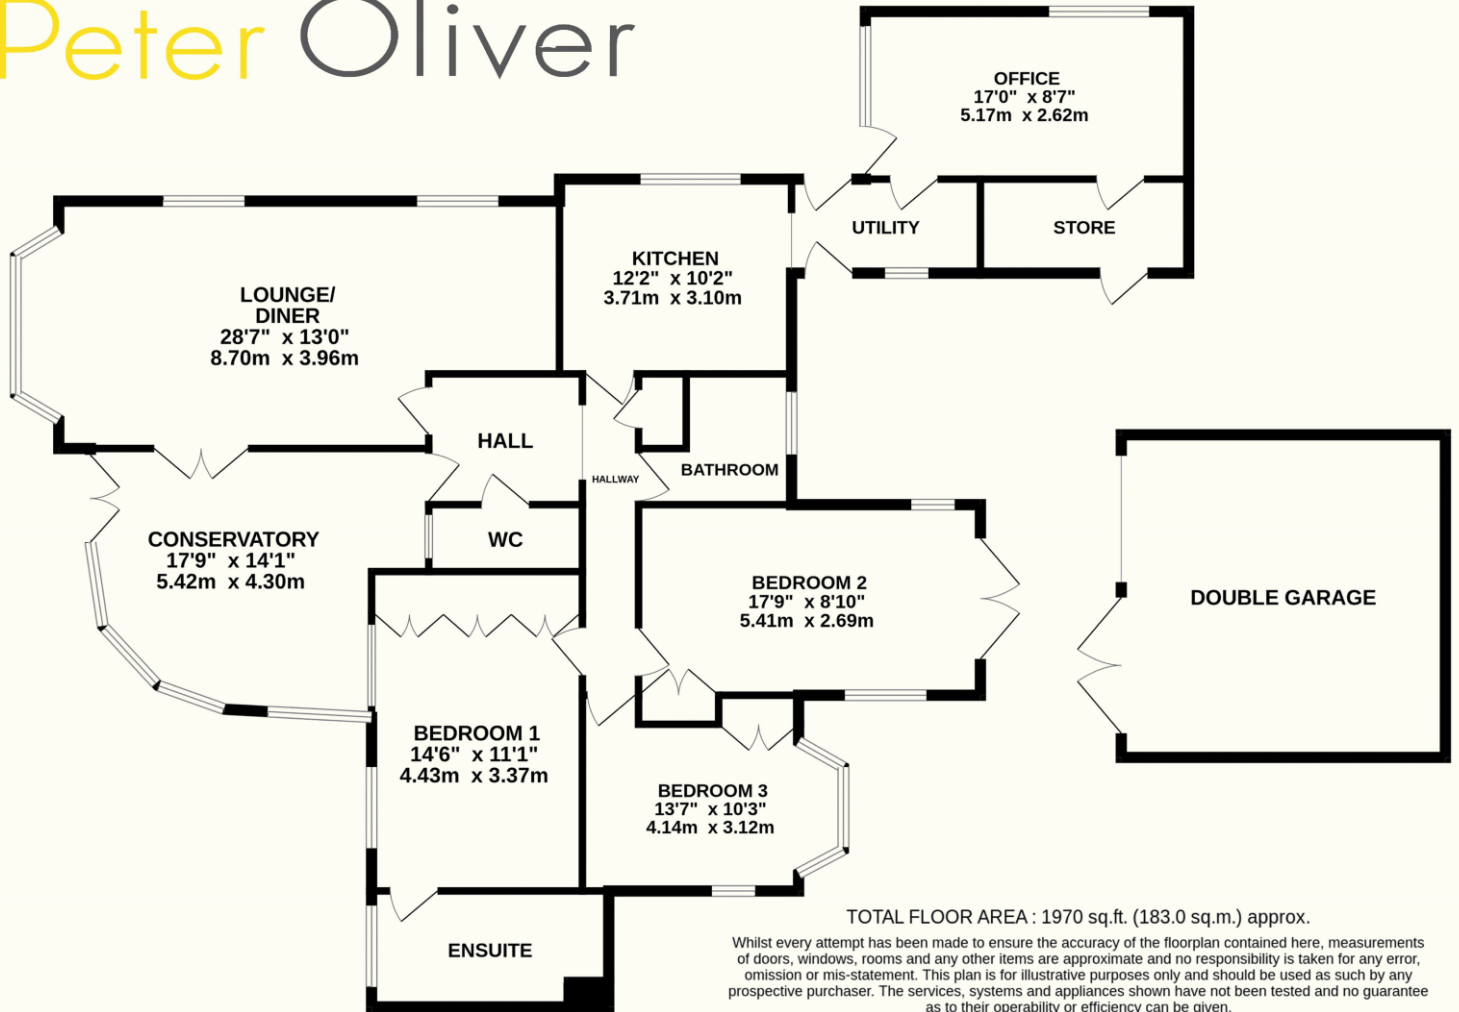 Peter Oliver
OFFICE
17'0" x 8'7"
5.17m x 2.62m
UTILITY
STORE
KITCHEN
12'2" x 10'2"
3.71m x 3.10m
LOUNGE/
DINER
28'7" x 13'0"
8.70m x 3.96m
HALL
HALLWAY
BATHROOM
WC
CONSERVATORY
17'9" x 14'1"
5.42m x 4.30m
BEDROOM 2
17'9" x 8'10"
5.41m x 2.69m
DOUBLE GARAGE
BEDROOM 1
14'6" x 11'1"
4.43m x 3.37m
BEDROOM 3
13'7" x 10'3"
4.14m x 3.12m
ENSUITE
TOTAL FLOOR AREA : 1970 sq.ft. (183.0 sq.m.) approx.
Whilst every attempt has been made to ensure the accuracy of the floorplan contained here, measurements
of doors, windows, rooms and any other items are approximate and no responsibility is taken for any error,
omission or mis-statement. This plan is for illustrative purposes only and should be used as such by any
prospective purchaser. The services, systems and appliances shown have not been tested and no guarantee
as to their operability or efficiency can be given.